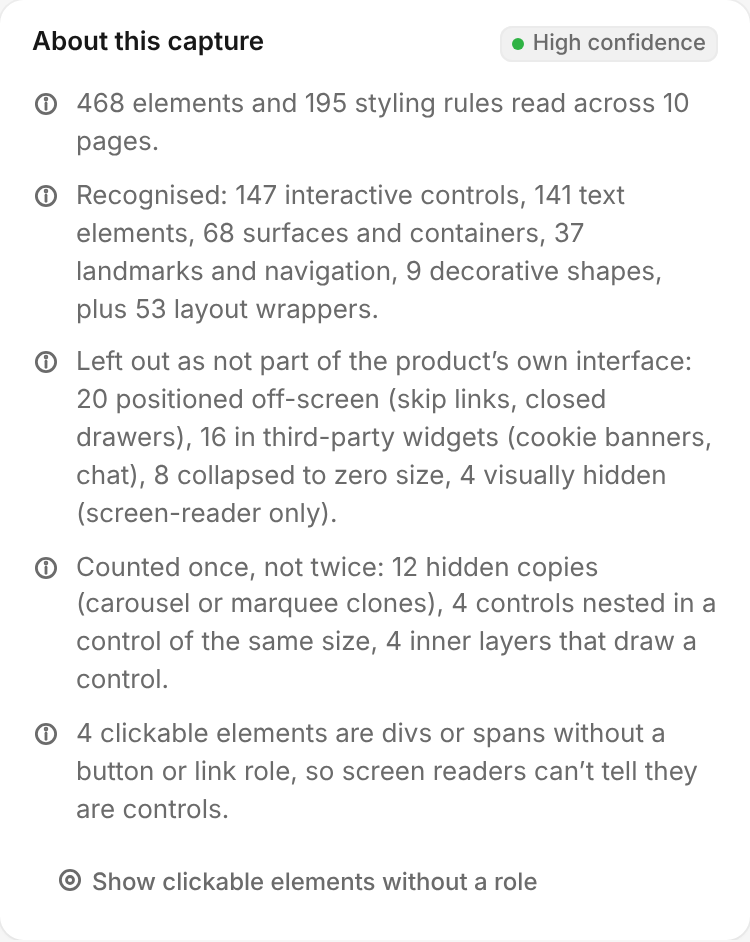 About this capture
High confidence
468 elements and 195 styling rules read across 10
pages.
Recognised: 147 interactive controls, 141 text
elements, 68 surfaces and containers, 37
landmarks and navigation, 9 decorative shapes,
plus 53 layout wrappers.
Left out as not part of the product’s own interface:
20 positioned off-screen (skip links, closed
drawers), 16 in third-party widgets (cookie banners,
chat), 8 collapsed to zero size, 4 visually hidden
(screen-reader only).
Counted once, not twice: 12 hidden copies
(carousel or marquee clones), 4 controls nested in a
control of the same size, 4 inner layers that draw a
control.
4 clickable elements are divs or spans without a
button or link role, so screen readers can’t tell they
are controls.
Show clickable elements without a role